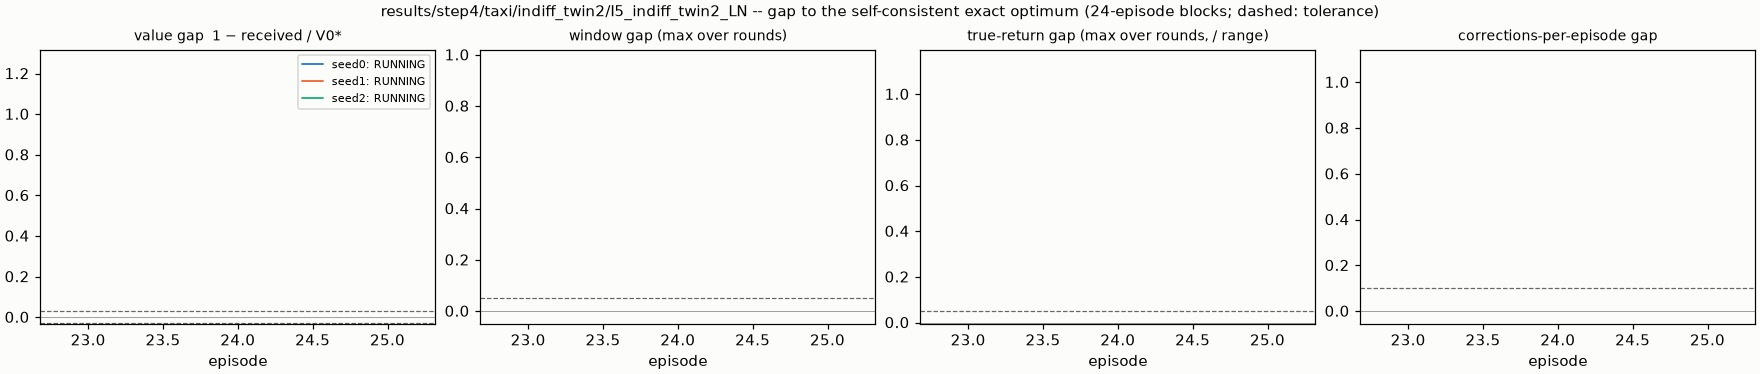 results/step4/taxi/indiff_twin2/l5_indiff_twin2_LN -- gap to the self-consistent exact optimum (24-episode blocks; dashed: tolerance)
value gap 1 − received / V0*
1.2
1.0
0.8
0.6
0.4
0.2
0.0
seed0: RUNNING
seed1: RUNNING
seed2: RUNNING
23.0 23.5 24.0 24.5 25.0
episode
window gap (max over rounds)
1.0
0.8
0.6
0.4
0.2
0.0
23.0 23.5 24.0 24.5 25.0
episode
true-return gap (max over rounds, / range)
1.0
0.8
0.6
0.4
0.2
0.0
23.0 23.5 24.0 24.5 25.0
episode
corrections-per-episode gap
1.0
0.8
0.6
0.4
0.2
0.0
23.0 23.5 24.0 24.5 25.0
episode